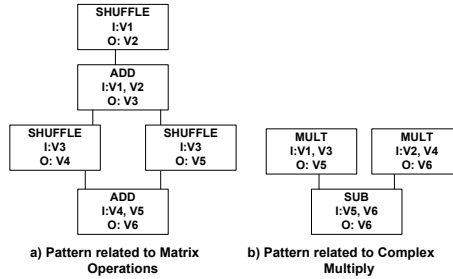 SHUFFLE
I:V1
O: V2
ADD
I:V1, V2
O: V3
SHUFFLE
I:V3
O: V4
SHUFFLE
I:V3
O: V5
ADD
I:V4, V5
O: V6
a) Pattern related to Matrix
Operations
MULT
I:V1, V3
O: V5
MULT
I:V2, V4
O: V6
SUB
I:V5, V6
O: V6
b) Pattern related to Complex
Multiply